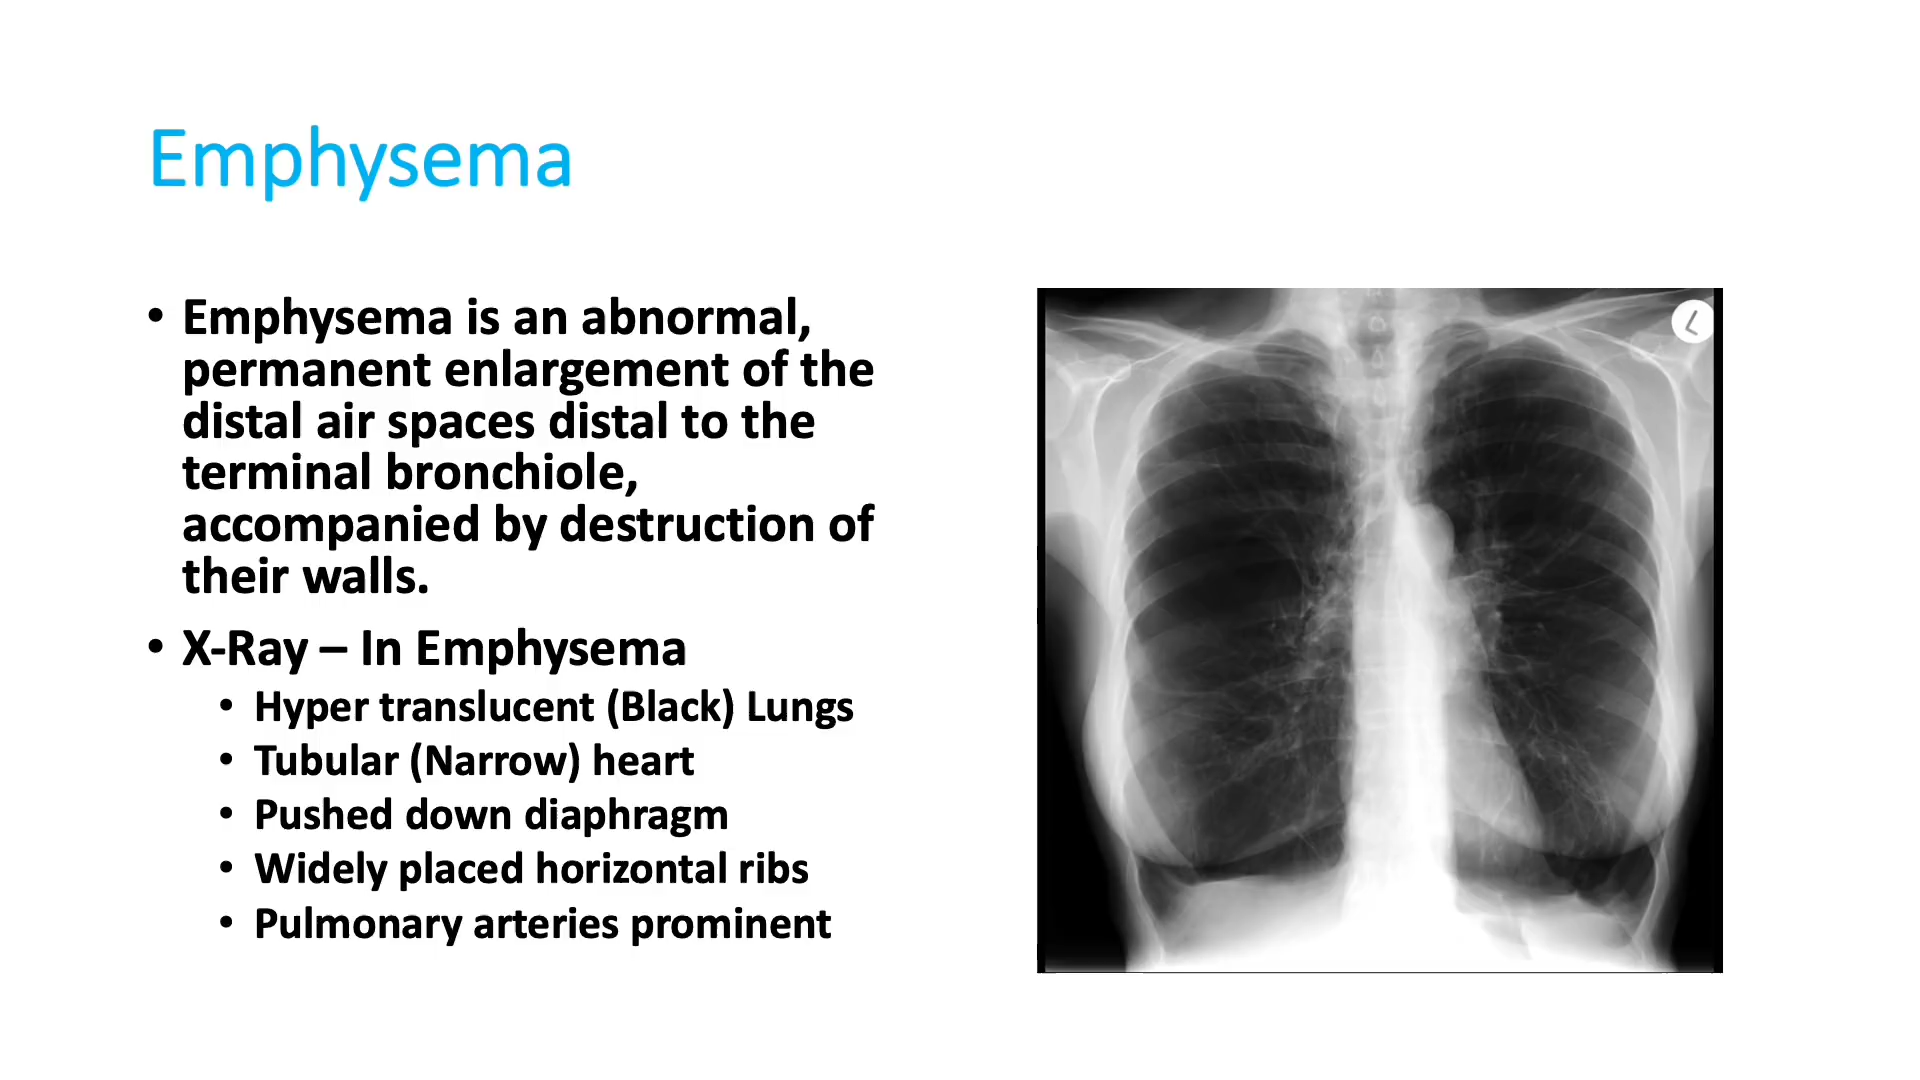 Emphysema
• Emphysema is an abnormal,
permanent enlargement of the
distal air spaces distal to the
terminal bronchiole,
accompanied by destruction of
their walls.
• X-Ray – In Emphysema
• Hyper translucent (Black) Lungs
• Tubular (Narrow) heart
• Pushed down diaphragm
• Widely placed horizontal ribs
• Pulmonary arteries prominent
L